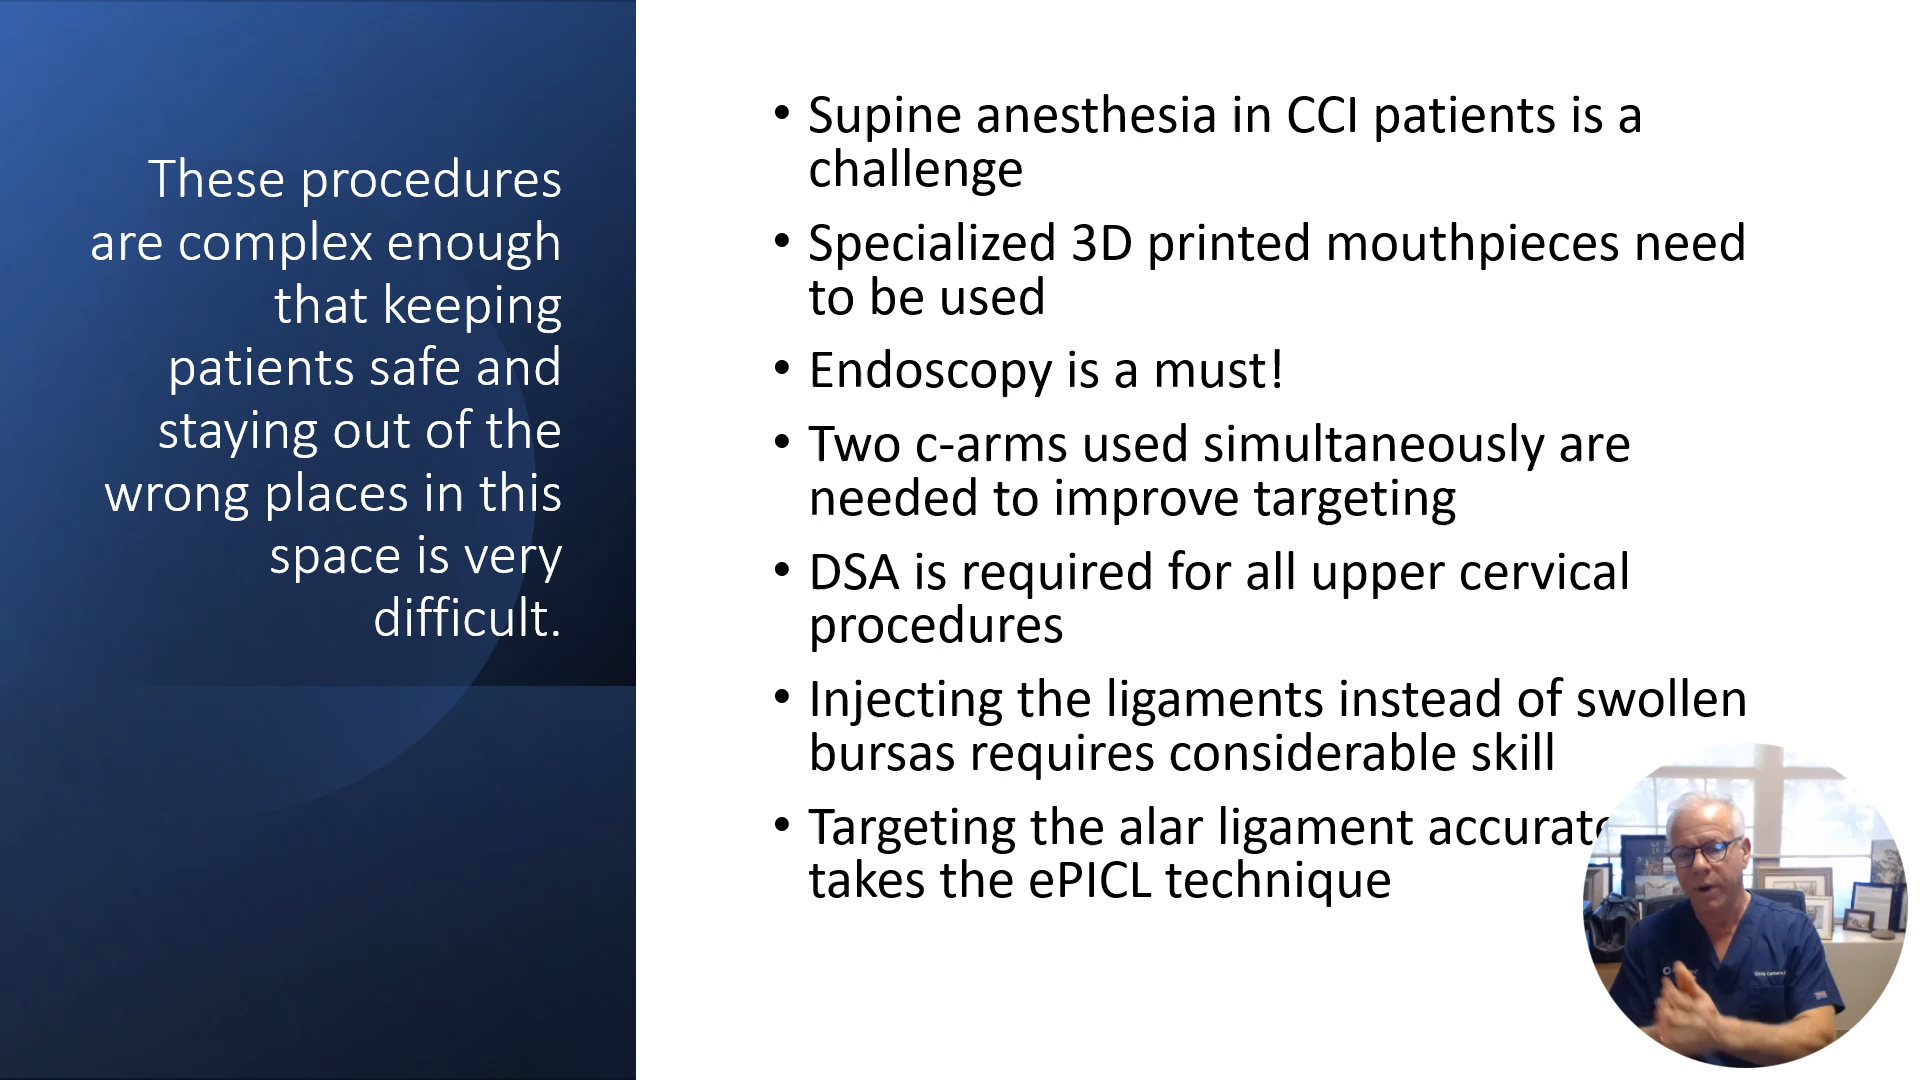 These procedures
are complex enough
that keeping
patients safe and
staying out of the
wrong places in this
space is very
difficult.
• Supine anesthesia in CCI patients is a
challenge
• Specialized 3D printed mouthpieces need
to be used
• Endoscopy is a must!
• Two c-arms used simultaneously are
needed to improve targeting
• DSA is required for all upper cervical
procedures
• Injecting the ligaments instead of swollen
bursas requires considerable skill
• Targeting the alar ligament accurate
takes the ePICL technique